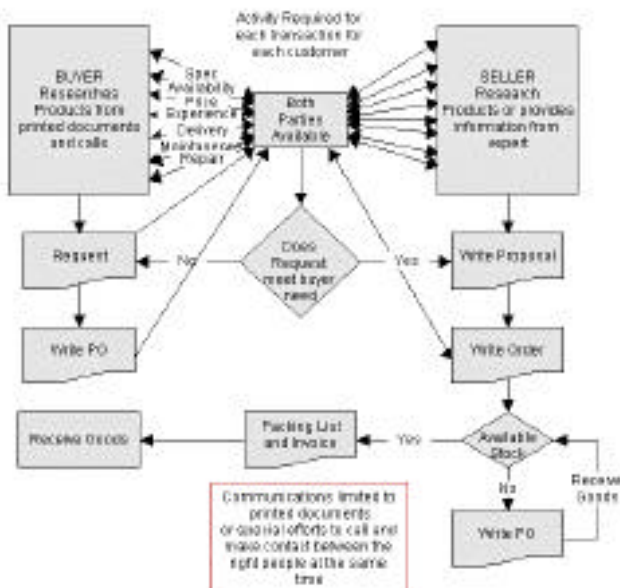 Activity Required for
each transaction for
each customer
BUYER
Researches
Products from
printed documents
and calls
Spec
Availability
Price
Experience
Delivery
Maintenance
Repair
Both
Parties
Available
SELLER
Research
Products or provides
information from
expert
Request
No
Does
Request
meet buyer
need
Yes
Write Proposal
Write PO
Write Order
Receive Goods
Packing List
and Invoice
Yes
Available
Stock
No
Receive
Goods
Write PO
Communications limited to
printed documents
or special efforts to call and
make contact between the
right people at the same
time